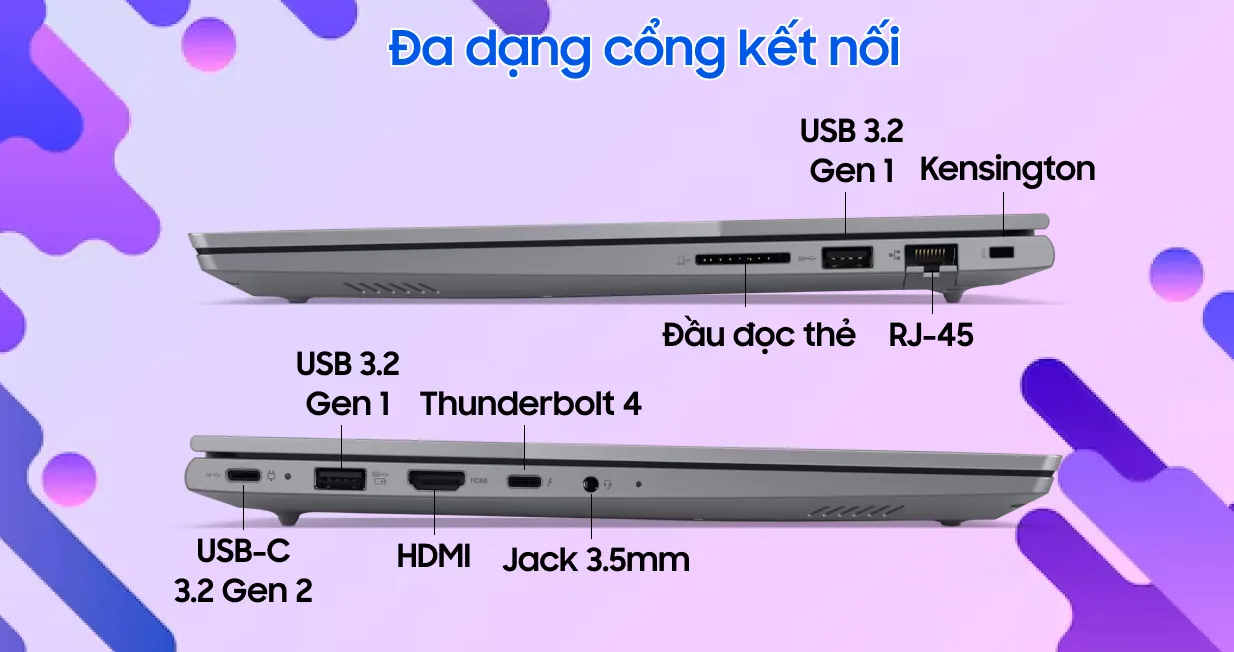 Đa dạng cổng kết nối
USB 3.2
Gen 1
Kensington
Đầu đọc thẻ
RJ-45
USB 3.2
Gen 1
Thunderbolt 4
HDMI
USB-C
3.2 Gen 2
HDMI
Jack 3.5mm